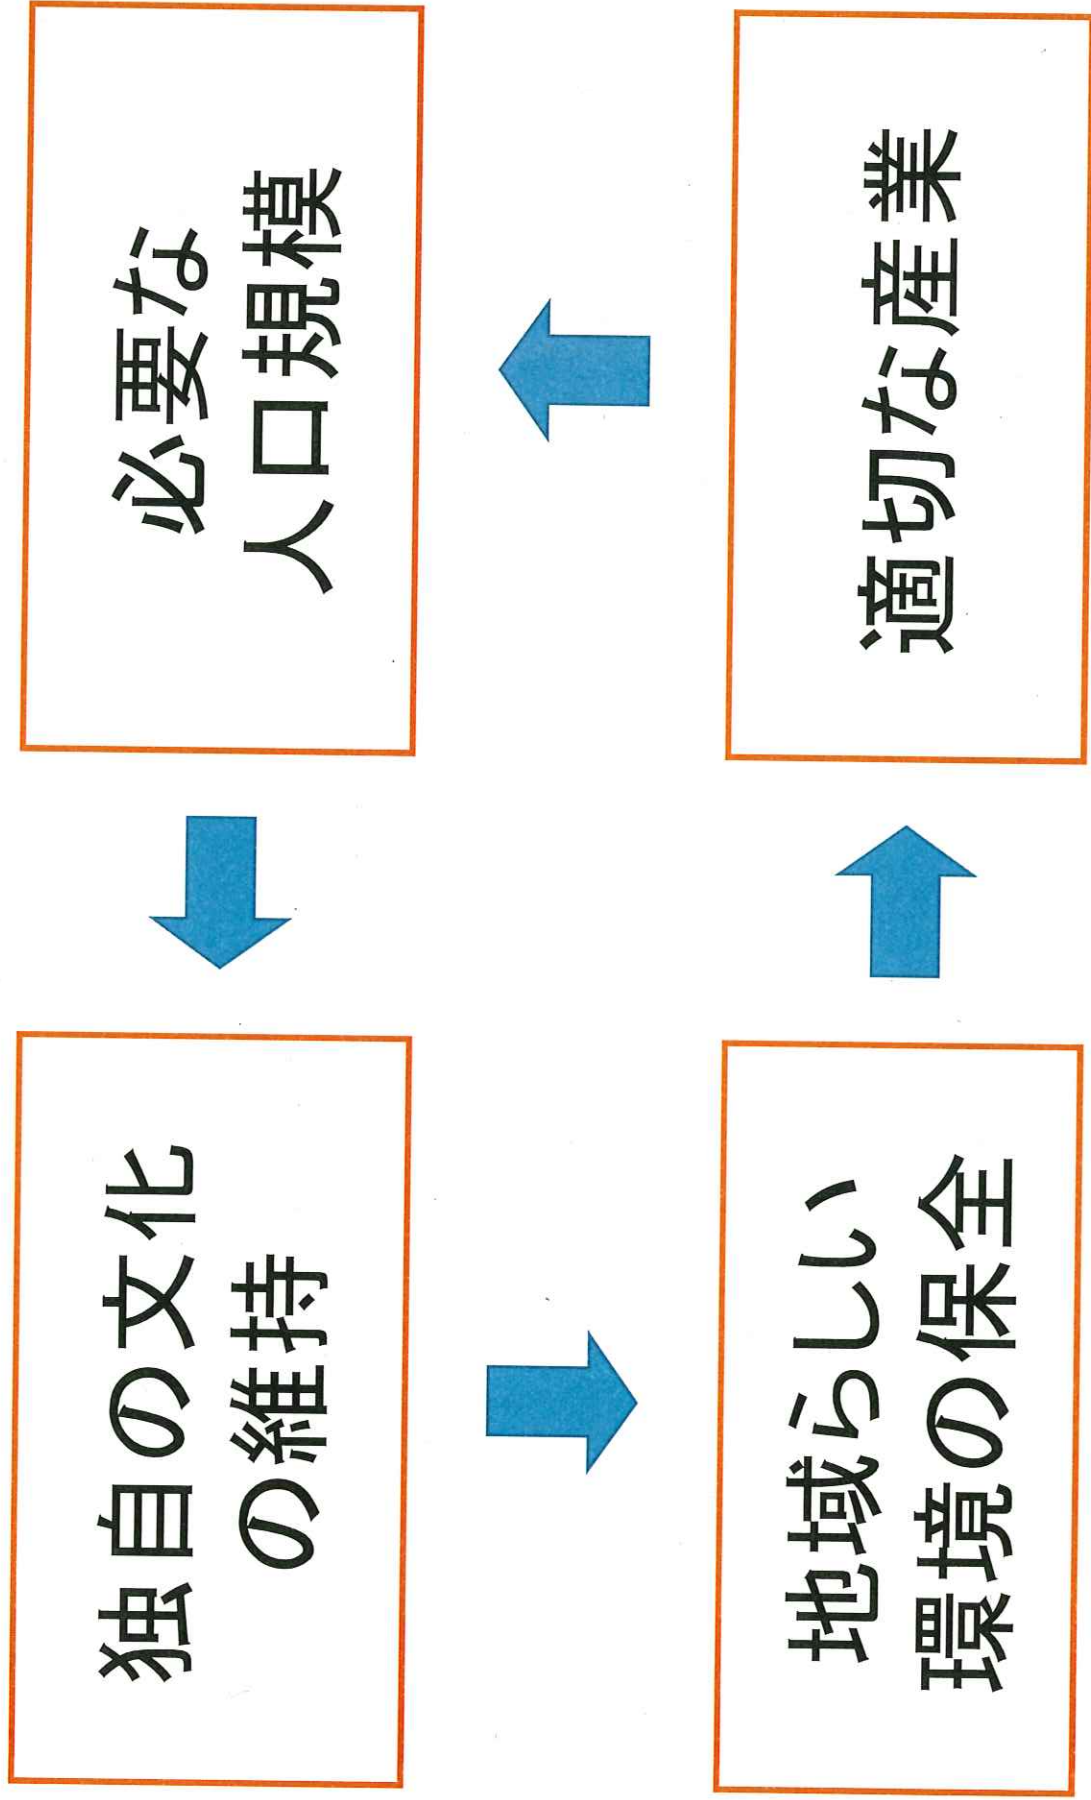 独自の文化
の維持
必要な
人口規模
地域らしい
環境の保全
適切な産業